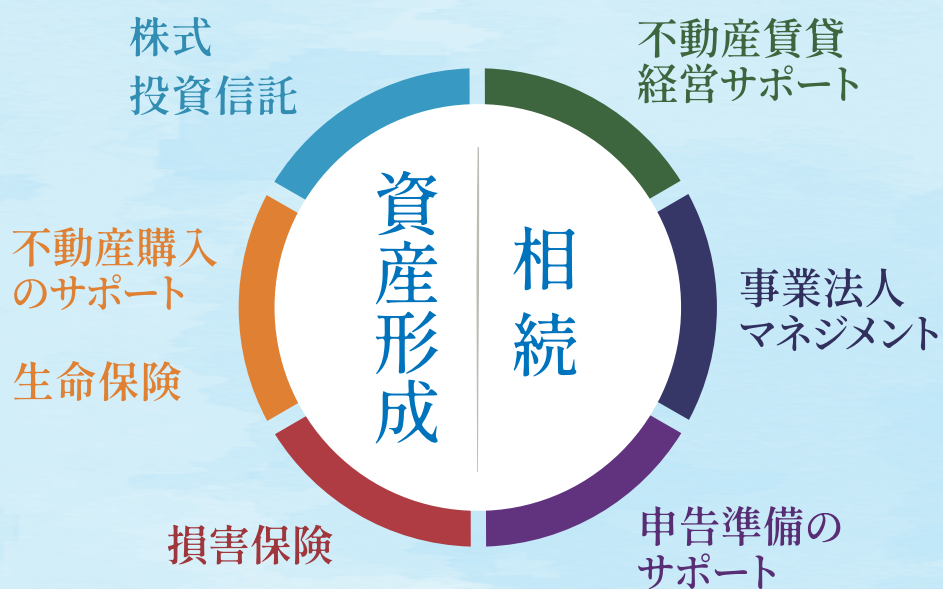 株式
投資信託
不動産購入
のサポート
生命保険
損害保険
資産形成
相続
不動産賃貸
経営サポート
事業法人
マネジメント
申告準備の
サポート